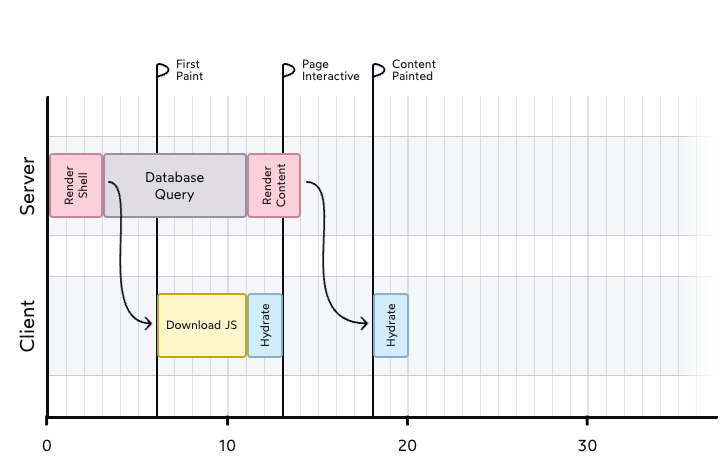 First
Paint
Page
Interactive
Content
Painted
Server
Render
Shell
Database
Query
Render
Content
Client
Download JS
Hydrate
Hydrate
0
10
20
30